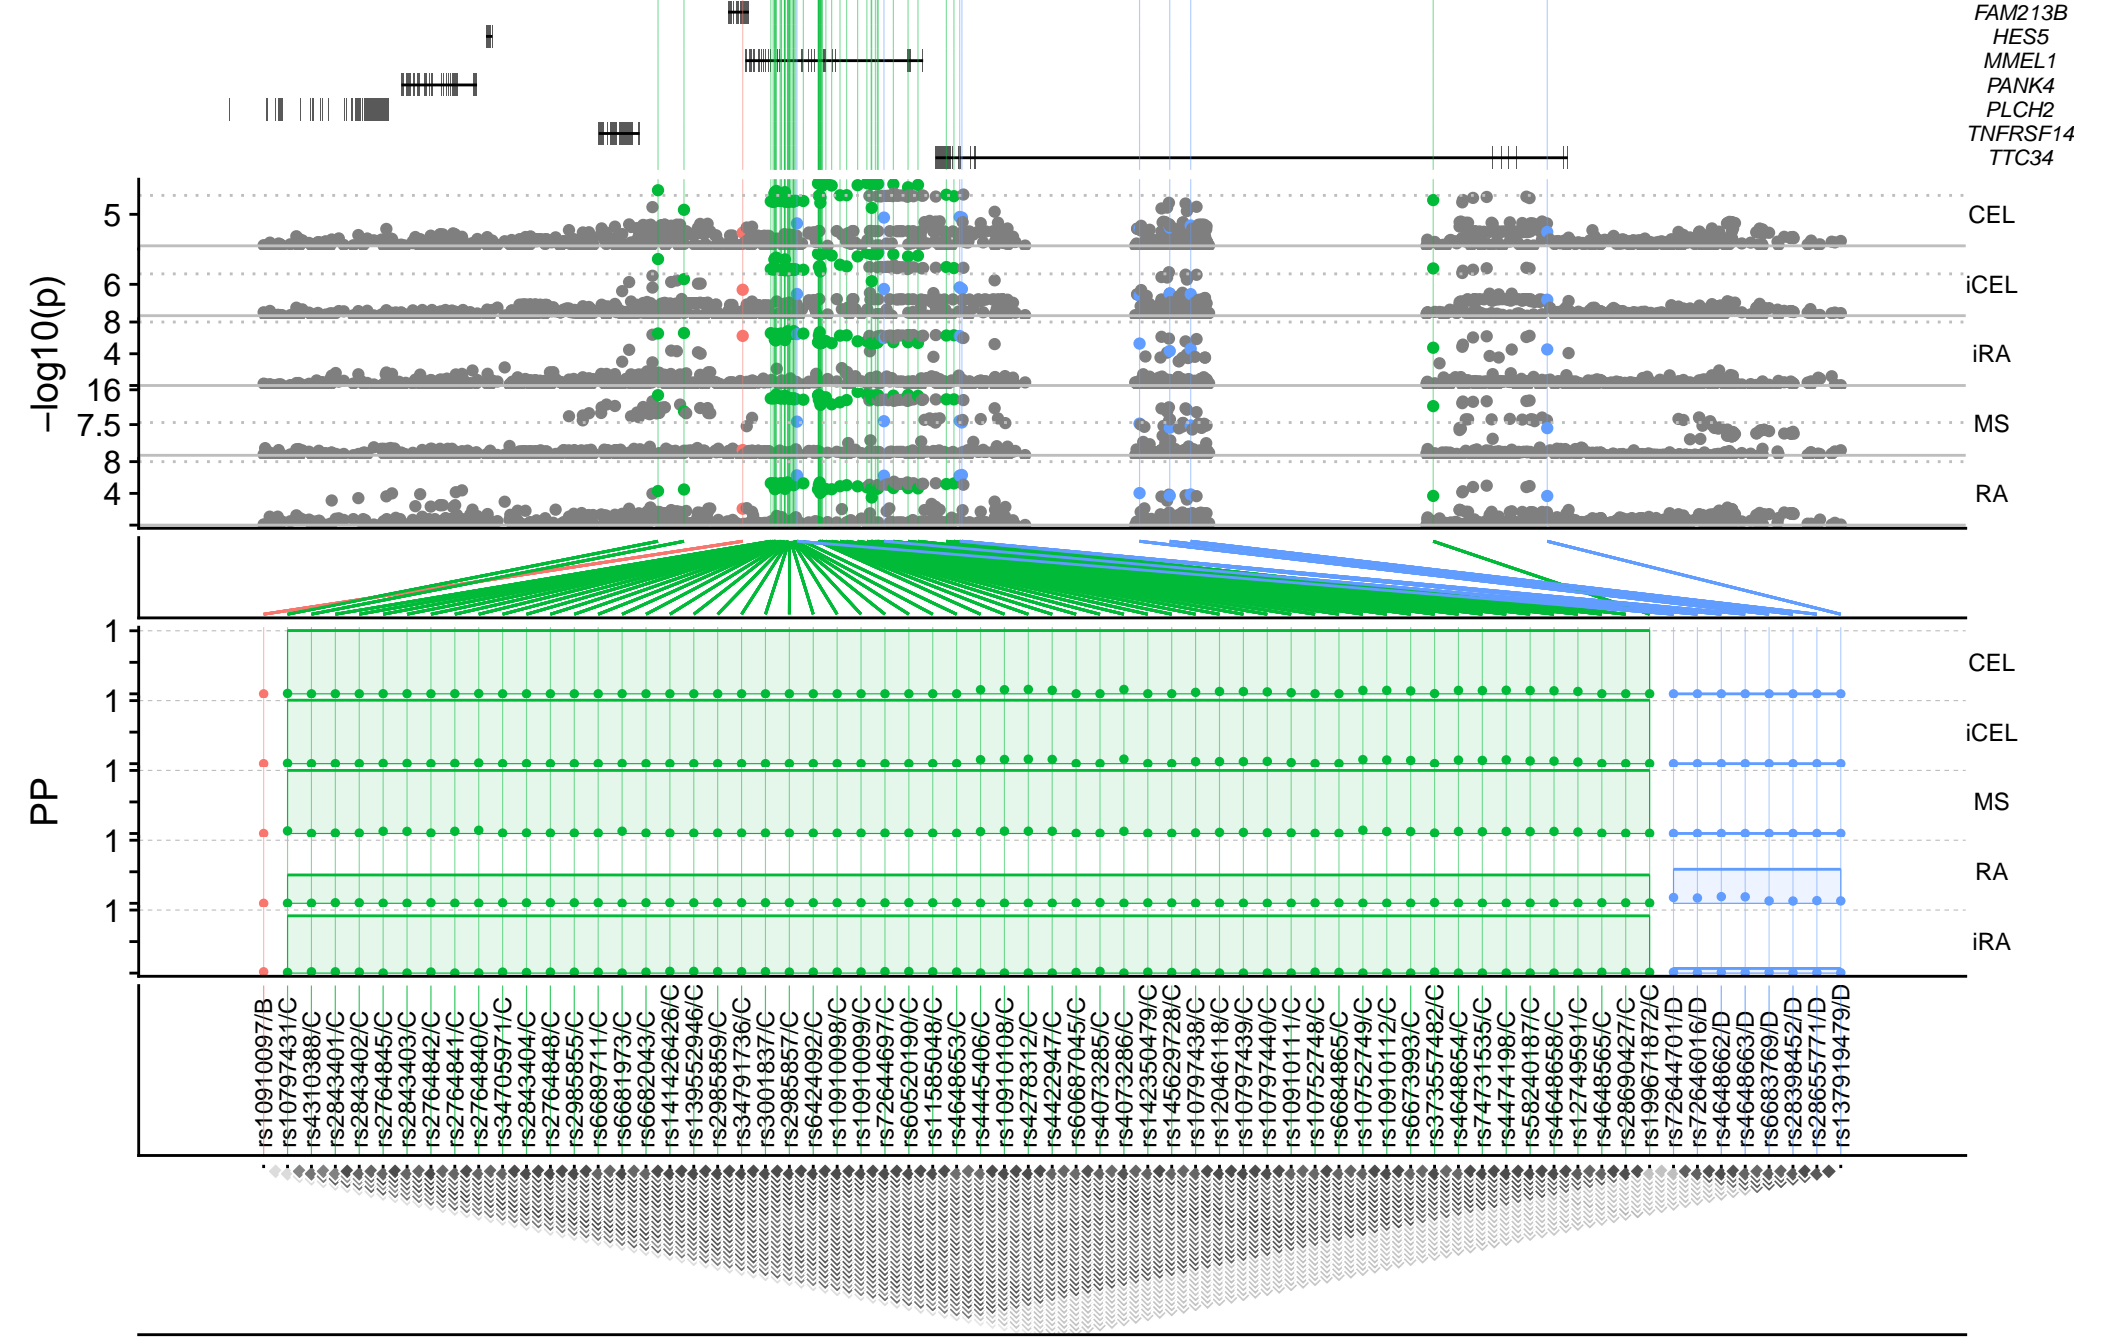 FAM213B
HES5
MMEL1
PANK4
PLCH2
TNFRSF14
TTC34
−log10(p)
5
CEL
6
iCEL
8
4
iRA
16
7.5
MS
8
4
RA
PP
1
CEL
1
iCEL
1
MS
1
RA
1
iRA
rs10910097/B
rs10797431/C
rs4310388/C
rs28434401/C
rs28434402/C
rs27648445/C
rs28434403/C
rs2764842/C
rs2764841/C
rs2764840/C
rs34705971/C
rs28434404/C
rs2764848/C
rs2985855/C
rs6689711/C
rs6681973/C
rs6682043/C
rs141426426/C
rs139552946/C
rs2985859/C
rs34791736/C
rs3001837/C
rs2985857/C
rs6424092/C
rs10910098/C
rs10910099/C
rs72644697/C
rs60520190/C
rs11585048/C
rs4648653/C
rs4445406/C
rs10910108/C
rs4278312/C
rs4422947/C
rs60687045/C
rs4073285/C
rs4073286/C
rs142350479/C
rs145629728/C
rs10797438/C
rs12046118/C
rs10797439/C
rs10797440/C
rs10910111/C
rs10752748/C
rs6684865/C
rs10752749/C
rs10910112/C
rs6673993/C
rs373557482/C
rs4648654/C
rs74731535/C
rs4474198/C
rs58240187/C
rs4648658/C
rs12749591/C
rs4648565/C
rs28690427/C
rs199671872/C
rs72644701/D
rs72646016/D
rs4648662/D
rs4648663/D
rs6683769/D
rs28398452/D
rs28655771/D
rs137919479/D